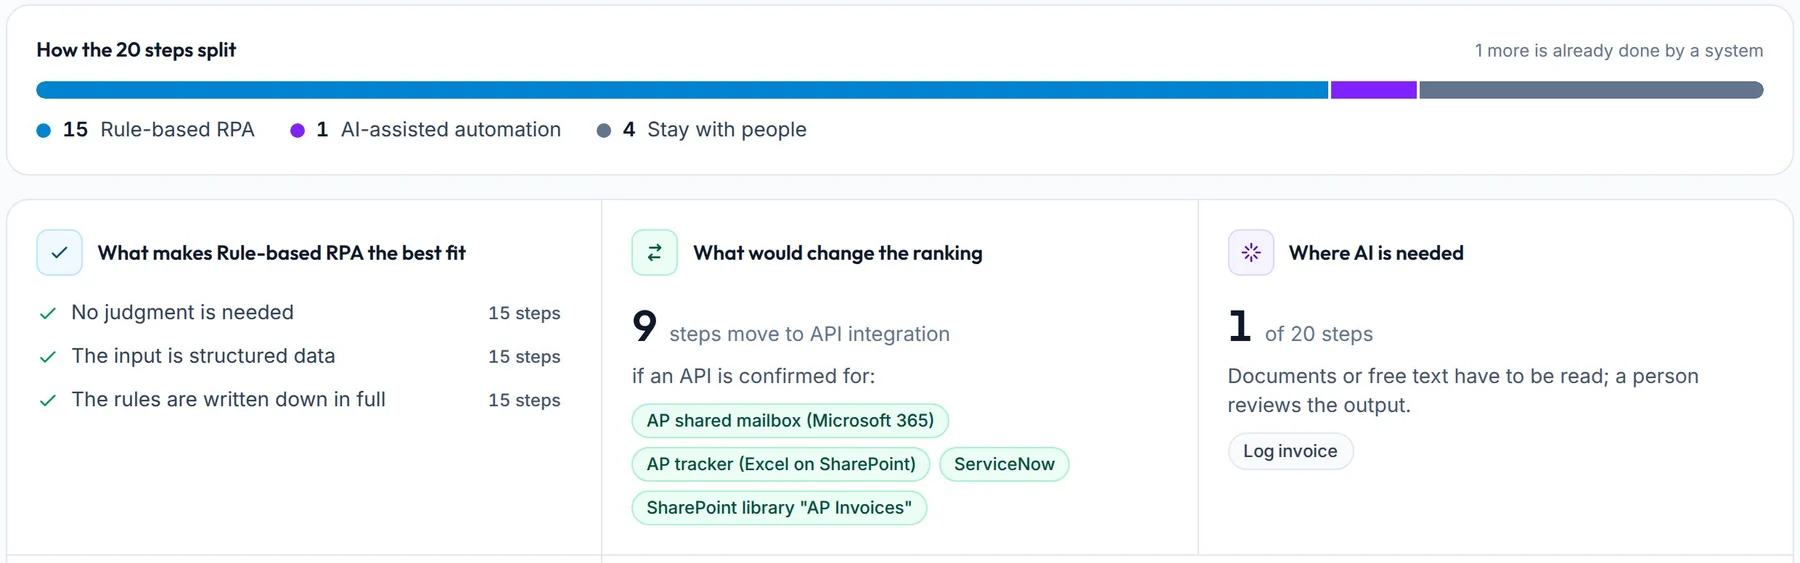 How the 20 steps split
1 more is already done by a system
15 Rule-based RPA
1 AI-assisted automation
4 Stay with people
What makes Rule-based RPA the best fit
No judgment is needed 15 steps
The input is structured data 15 steps
The rules are written down in full 15 steps
What would change the ranking
9 steps move to API integration
if an API is confirmed for:
AP shared mailbox (Microsoft 365)
AP tracker (Excel on SharePoint)
ServiceNow
SharePoint library "AP Invoices"
Where AI is needed
1 of 20 steps
Documents or free text have to be read; a person
reviews the output.
Log invoice